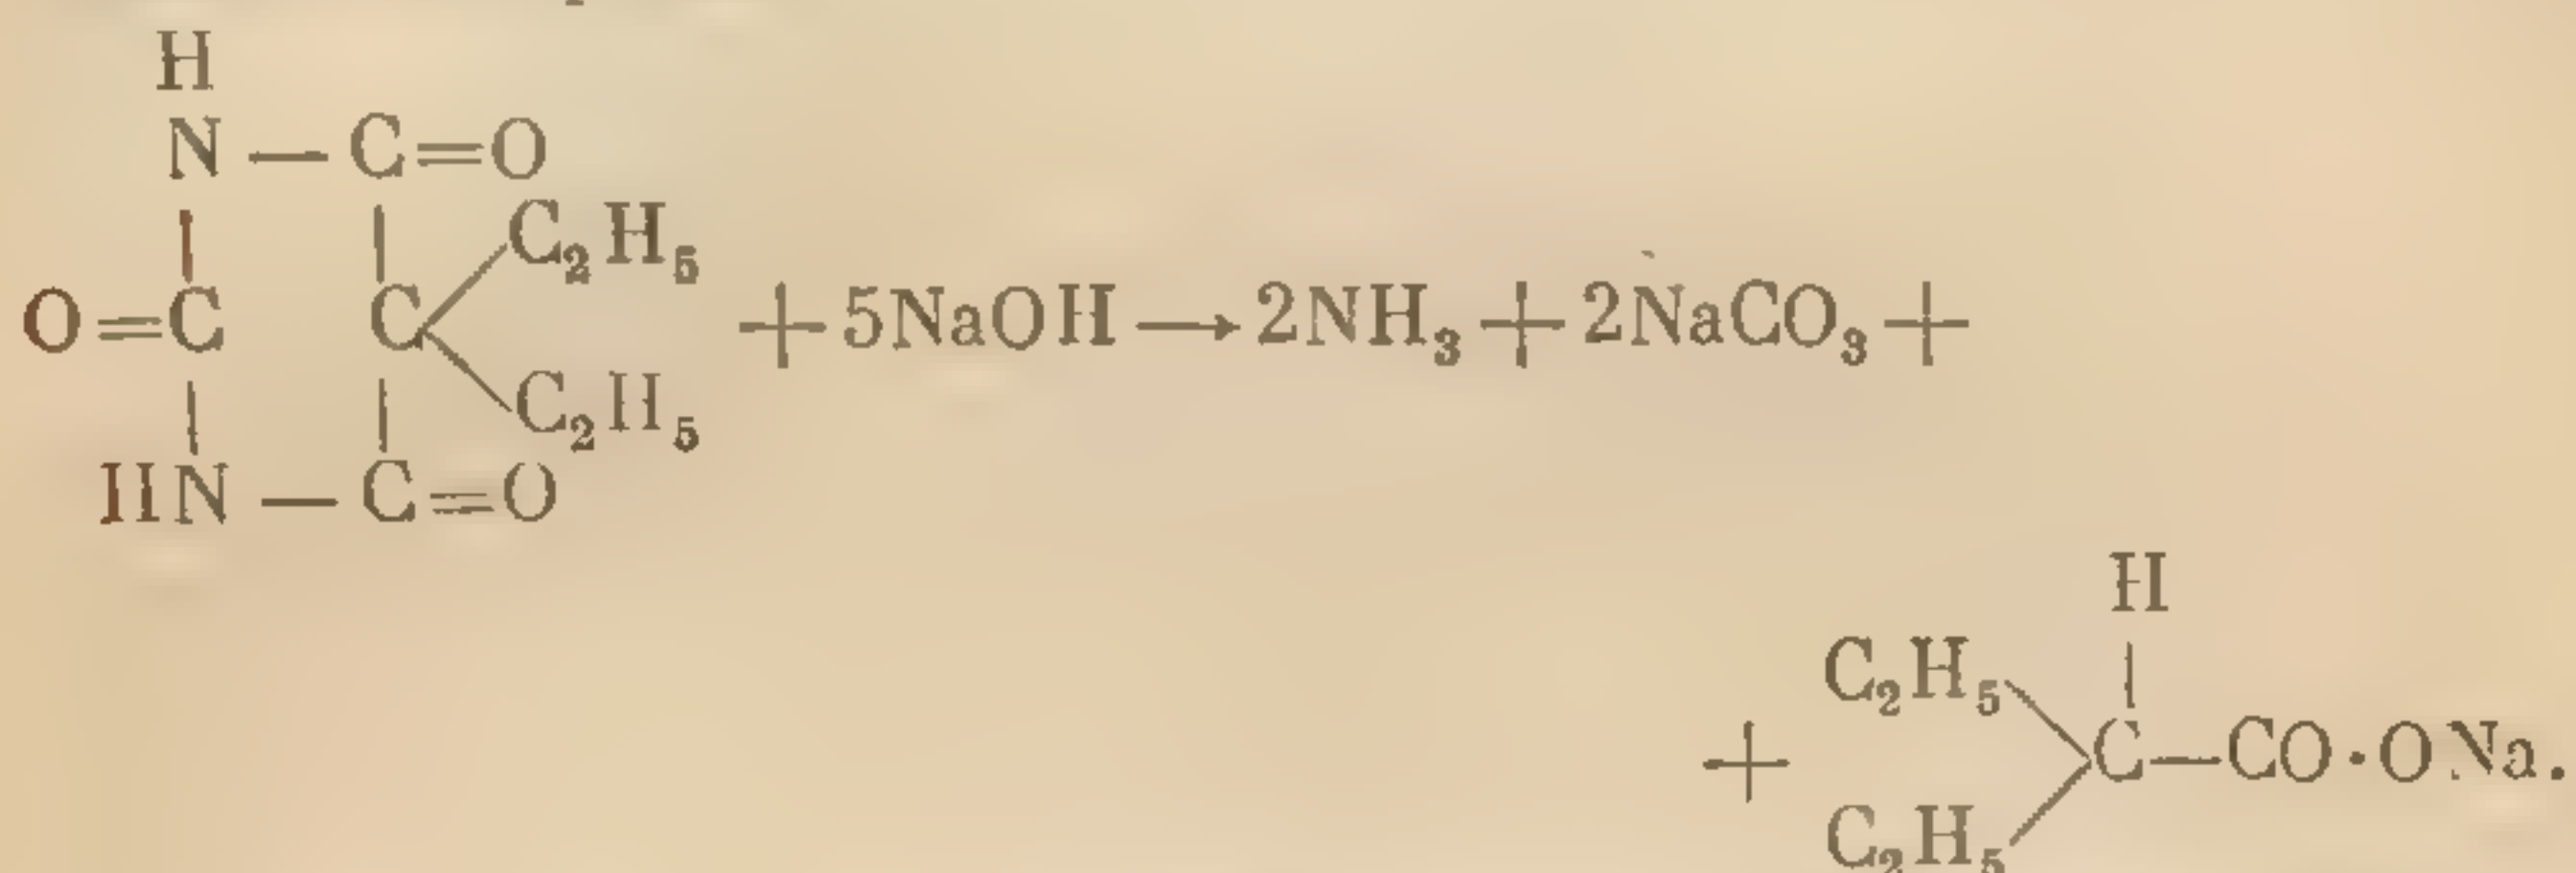 H
N — C=O
C₂H₅
O=C C +5NaOH→2NH₃+2NaCO₃+
C₂H₅
HN — C=O
H
C₂H₅
+ C—CO·ONa.
C₂H₅